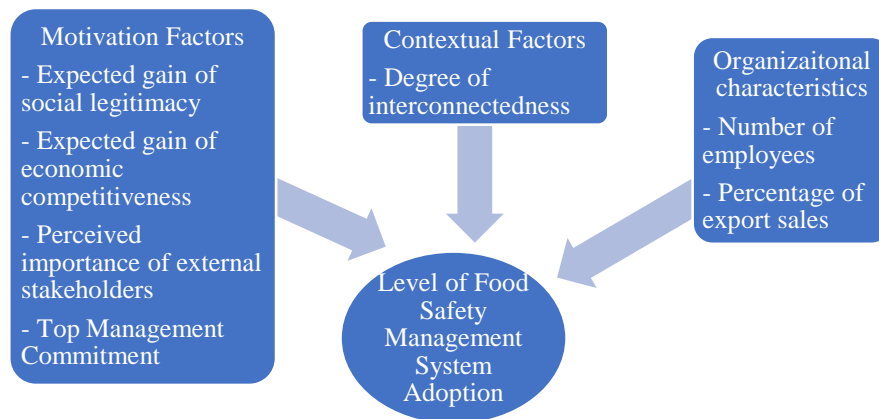 Motivation Factors
- Expected gain of
social legitimacy
- Expected gain of
economic
competitiveness
- Perceived
importance of external
stakeholders
- Top Management
Commitment
Contextual Factors
- Degree of
interconnectedness
Organizaitonal
characteristics
- Number of
employees
- Percentage of
export sales
Level of Food
Safety
Management
System
Adoption